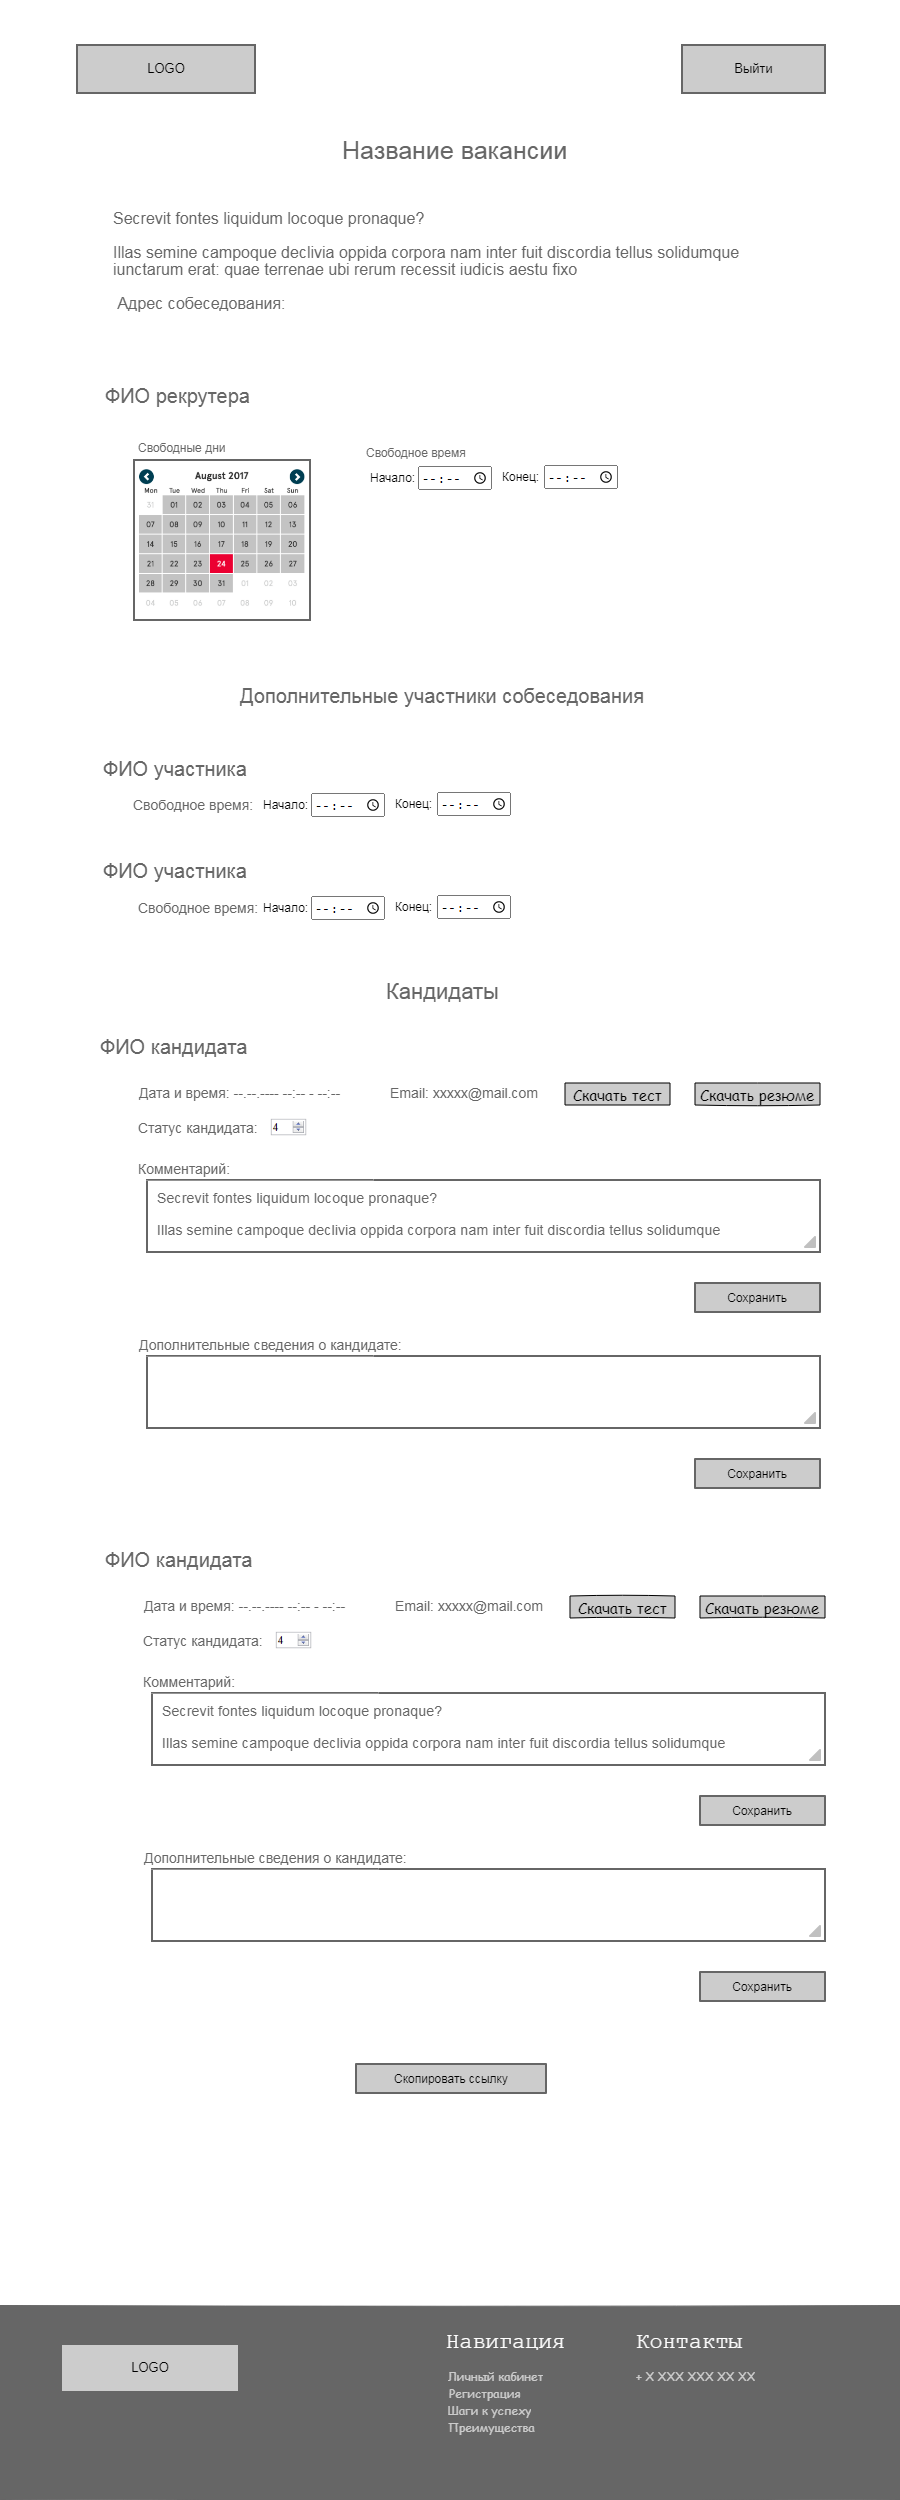 LOGO
Выйти
Название вакансии
Secrevit fontes liquidum locoque pronaque?
Illas semine campoque declivia oppida corpora nam inter fuit discordia tellus solidumque
iunctarum erat: quae terrenae ubi rerum recessit iudicis aestu fixo
Адрес собеседования:
ФИО рекрутера
Свободные дни
Свободное время
Начало: --:-- Конец: --:--
August 2017
Mon Tue Wed Thu Fri Sat Sun
31 01 02 03 04 05 06
07 08 09 10 11 12 13
14 15 16 17 18 19 20
21 22 23 24 25 26 27
28 29 30 31 01 02 03
04 05 06 07 08 09 10
Дополнительные участники собеседования
ФИО участника
Свободное время: Начало: --:-- Конец: --:--
ФИО участника
Свободное время: Начало: --:-- Конец: --:--
Кандидаты
ФИО кандидата
Дата и время: --.--.---- --:-- - --:-- Email: xxxxx@mail.com Скачать тест Скачать резюме
Статус кандидата: 4
Комментарий:
Secrevit fontes liquidum locoque pronaque?
Illas semine campoque declivia oppida corpora nam inter fuit discordia tellus solidumque
Сохранить
Дополнительные сведения о кандидате:
Сохранить
ФИО кандидата
Дата и время: --.--.---- --:-- - --:-- Email: xxxxx@mail.com Скачать тест Скачать резюме
Статус кандидата: 4
Комментарий:
Secrevit fontes liquidum locoque pronaque?
Illas semine campoque declivia oppida corpora nam inter fuit discordia tellus solidumque
Сохранить
Дополнительные сведения о кандидате:
Сохранить
Скопировать ссылку
LOGO
Навигация
Личный кабинет
Регистрация
Шаги к успеху
Преимущества
Контакты
+ X XXX XXX XX XX